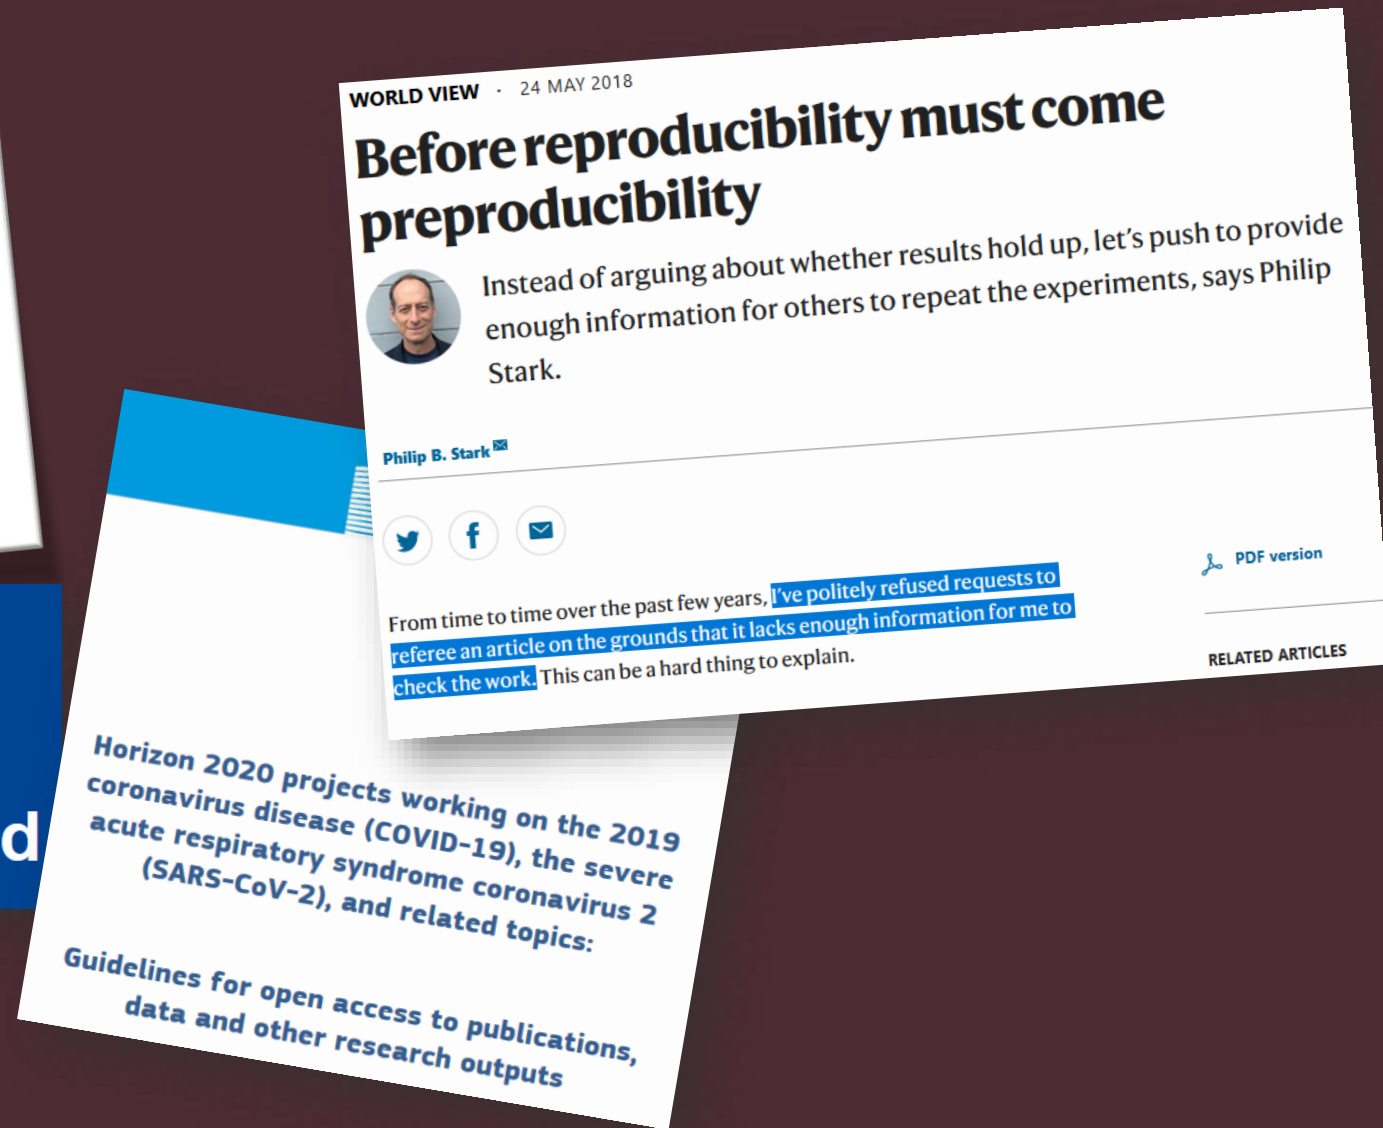 WORLD VIEW · 24 MAY 2018
Before reproducibility must come
preproducibility
Instead of arguing about whether results hold up, let’s push to provide
enough information for others to repeat the experiments, says Philip
Stark.
Philip B. Stark
From time to time over the past few years, I’ve politely refused requests to
referee an article on the grounds that it lacks enough information for me to
check the work. This can be a hard thing to explain.
PDF version
RELATED ARTICLES
d
Horizon 2020 projects working on the 2019
coronavirus disease (COVID-19), the severe
acute respiratory syndrome coronavirus 2
(SARS-CoV-2), and related topics:
Guidelines for open access to publications,
data and other research outputs